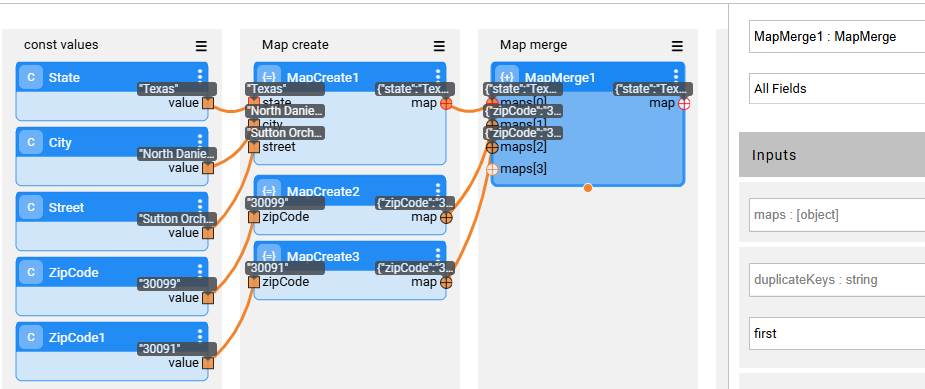 const values
Map create
Map merge
MapMerge1 : MapMerge
All Fields
Inputs
maps : [object]
duplicateKeys : string
first
C State
"Texas"
value
C City
"North Danie...
value
C Street
"Sutton Orch...
value
C ZipCode
"30099"
value
C ZipCode1
"30091"
value
{=} MapCreate1
"Texas" {"state":"Tex...
state map
"North Danie...
city
"Sutton Orch...
street
{=} MapCreate2
"30099" {"zipCode":"3...
zipCode map
{=} MapCreate3
"30091" {"zipCode":"3...
zipCode map
{+} MapMerge1
{"state":"Tex... {"state":"Tex...
maps[0] map
{"zipCode":"3...
maps[1]
{"zipCode":"3...
maps[2]
maps[3]